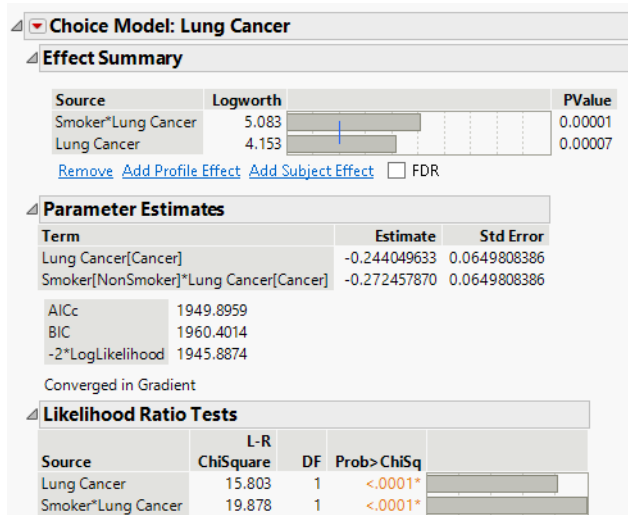 Choice Model: Lung Cancer
Effect Summary
Source Logworth PValue
Smoker*Lung Cancer 5.083 0.00001
Lung Cancer 4.153 0.00007
Remove Add Profile Effect Add Subject Effect FDR
Parameter Estimates
Term Estimate Std Error
Lung Cancer[Cancer] -0.244049633 0.0649808386
Smoker[NonSmoker]*Lung Cancer[Cancer] -0.272457870 0.0649808386
AICc 1949.8959
BIC 1960.4014
-2*LogLikelihood 1945.8874
Converged in Gradient
Likelihood Ratio Tests
L-R
Source ChiSquare DF Prob>ChiSq
Lung Cancer 15.803 1 <.0001*
Smoker*Lung Cancer 19.878 1 <.0001*